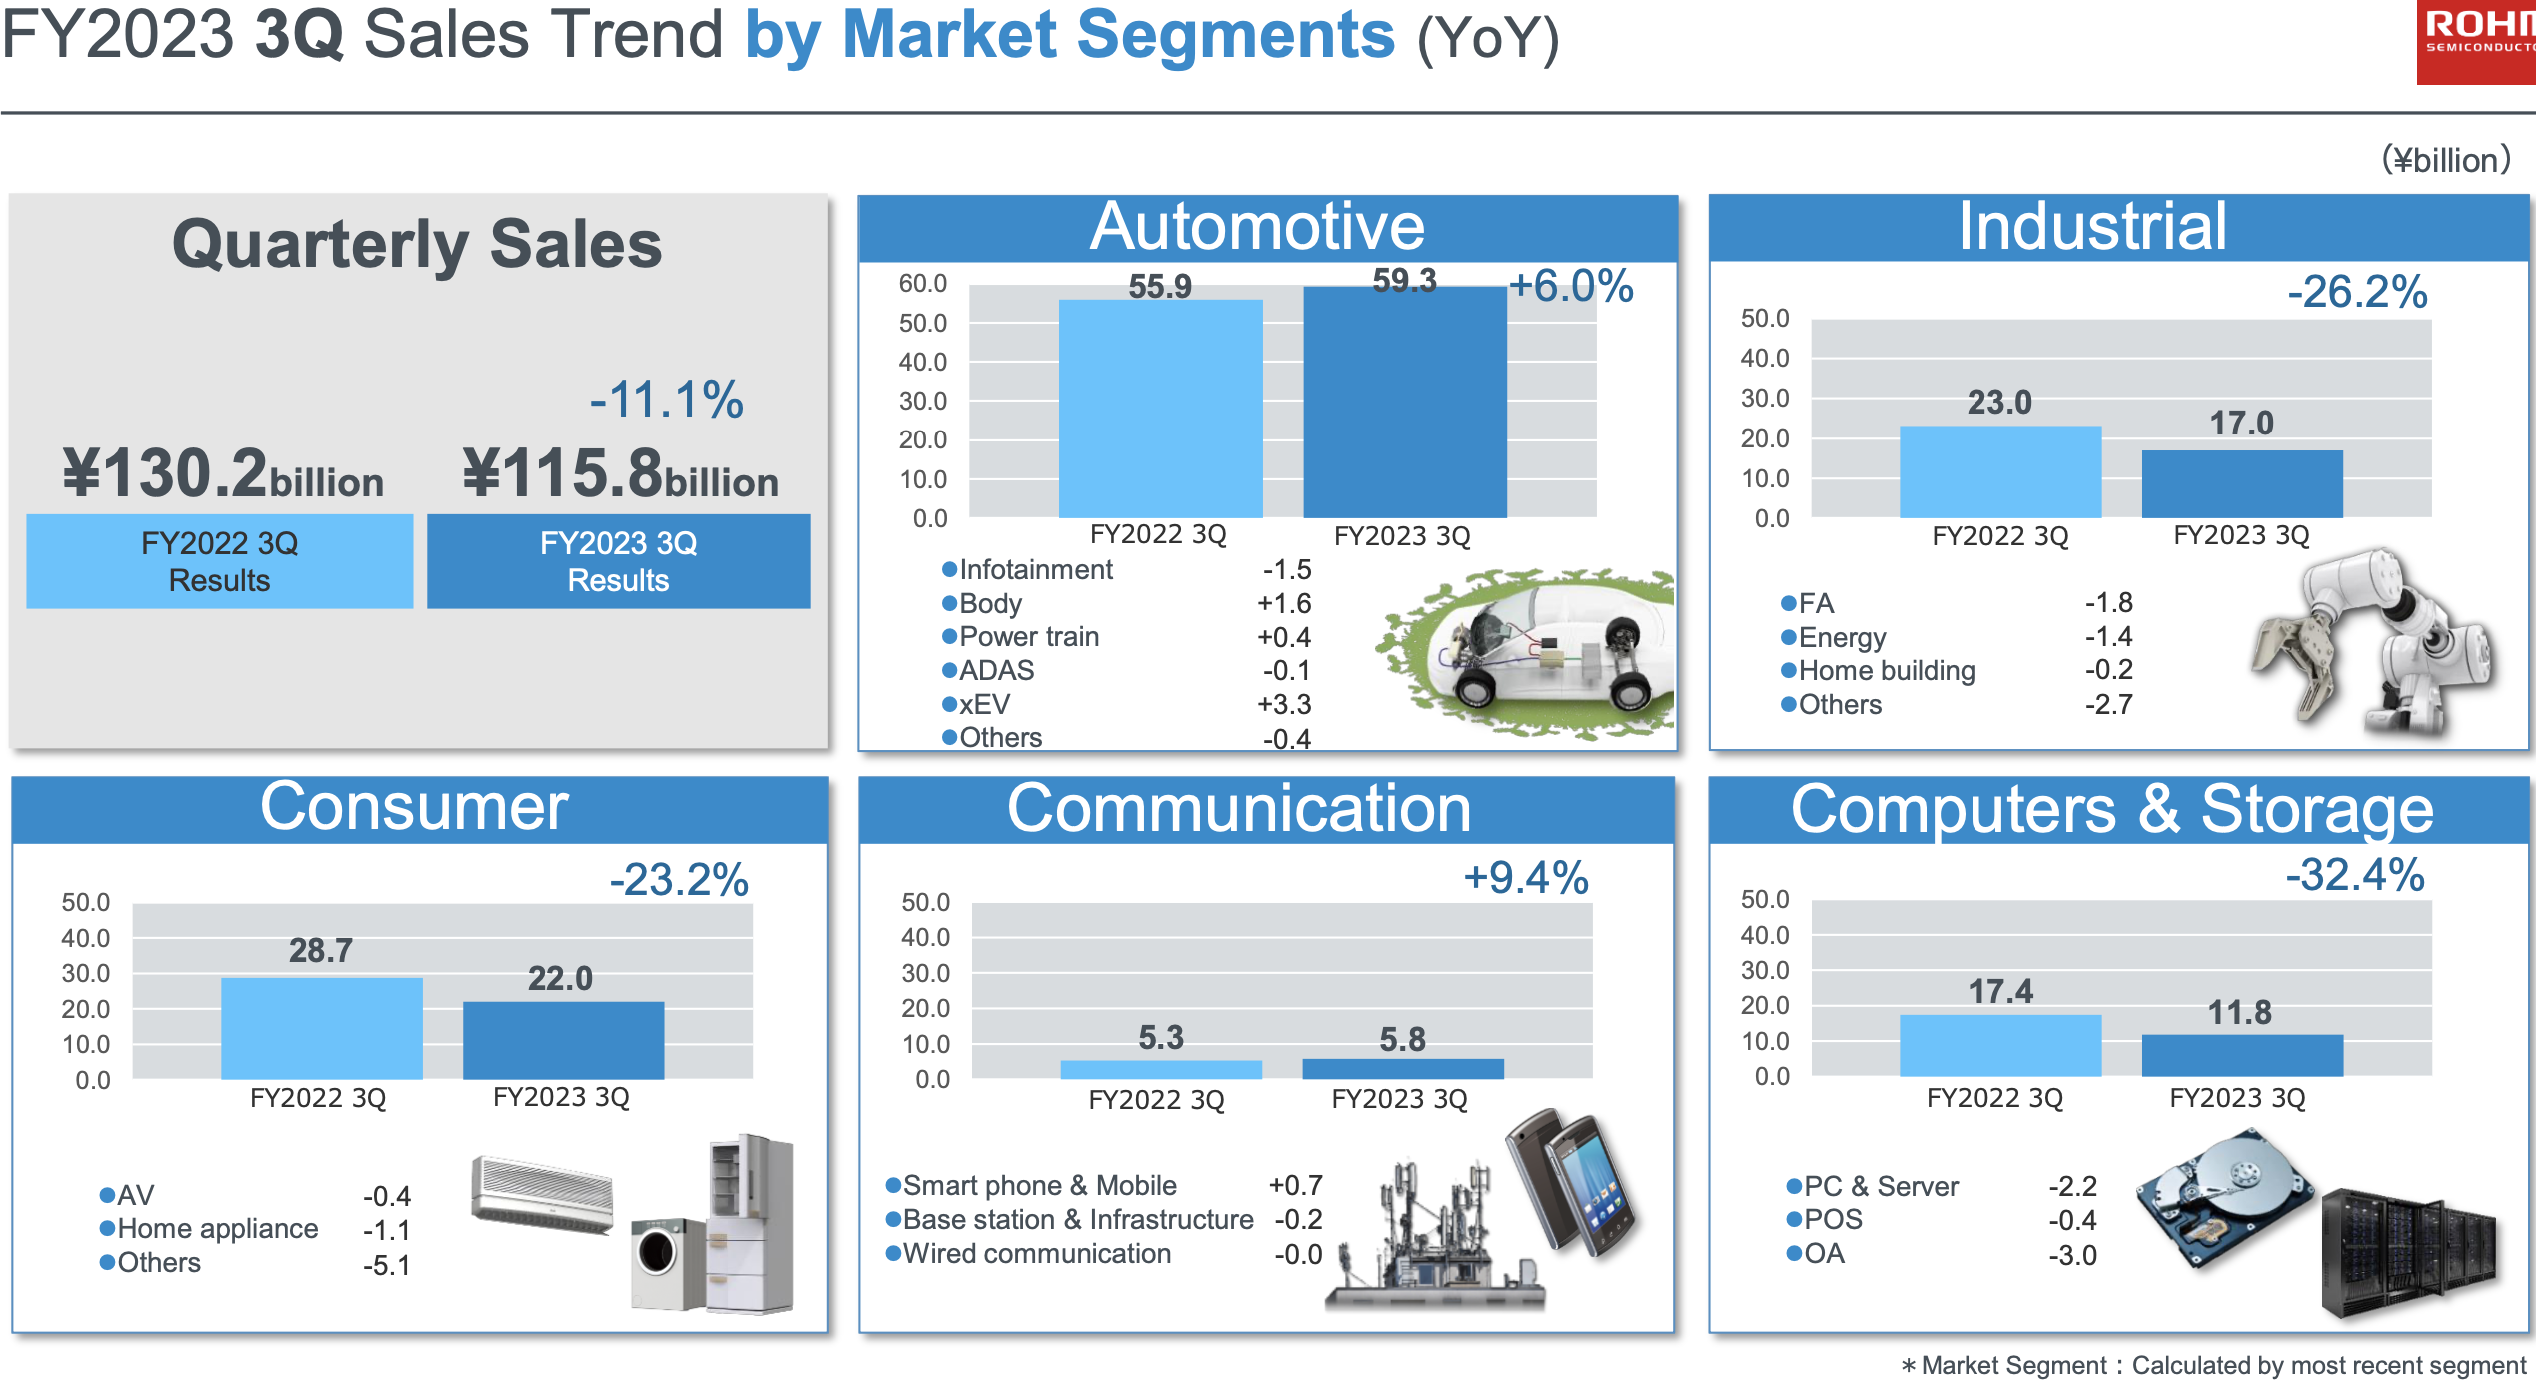 FY2023 3Q Sales Trend by Market Segments (YoY)
ROHM
SEMICONDUCTO
(¥billion)
Quarterly Sales
-11.1%
¥130.2billion ¥115.8billion
FY2022 3Q
Results
FY2023 3Q
Results
Automotive
+6.0%
60.0
50.0
40.0
30.0
20.0
10.0
0.0
55.9 59.3
FY2022 3Q FY2023 3Q
●Infotainment -1.5
●Body +1.6
●Power train +0.4
●ADAS -0.1
●xEV +3.3
●Others -0.4
Industrial
-26.2%
50.0
40.0
30.0
20.0
10.0
0.0
23.0 17.0
FY2022 3Q FY2023 3Q
●FA -1.8
●Energy -1.4
●Home building -0.2
●Others -2.7
Consumer
-23.2%
50.0
40.0
30.0
20.0
10.0
0.0
28.7 22.0
FY2022 3Q FY2023 3Q
●AV -0.4
●Home appliance -1.1
●Others -5.1
Communication
+9.4%
50.0
40.0
30.0
20.0
10.0
0.0
5.3 5.8
FY2022 3Q FY2023 3Q
●Smart phone & Mobile +0.7
●Base station & Infrastructure -0.2
●Wired communication -0.0
Computers & Storage
-32.4%
50.0
40.0
30.0
20.0
10.0
0.0
17.4 11.8
FY2022 3Q FY2023 3Q
●PC & Server -2.2
●POS -0.4
●OA -3.0
＊Market Segment：Calculated by most recent segment